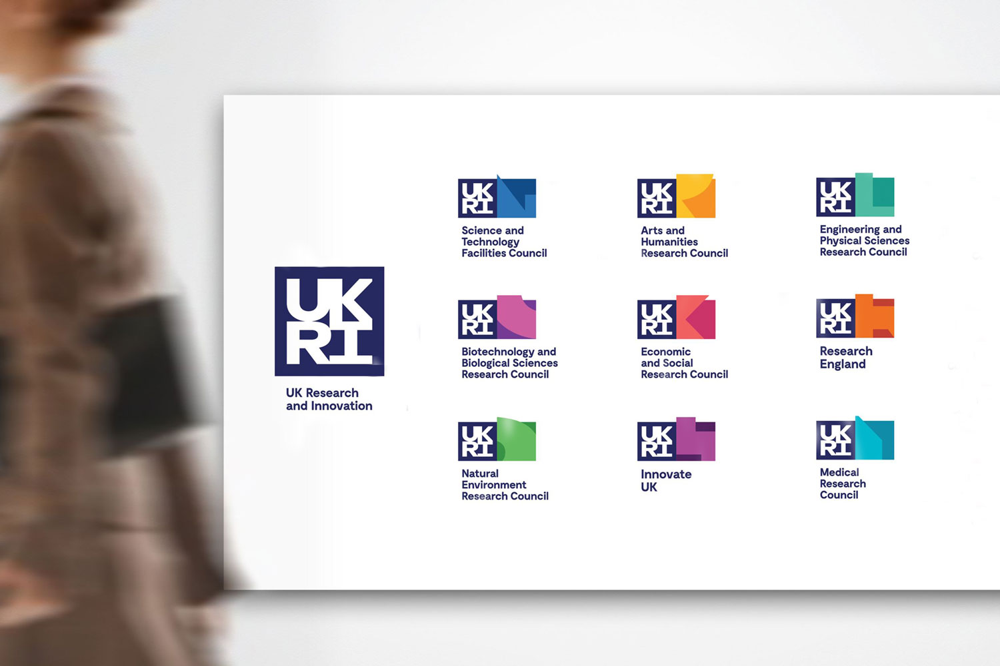 UK
RI
UK Research
and Innovation
UK
RI
Science and
Technology
Facilities Council
UK
RI
Arts and
Humanities
Research Council
UK
RI
Engineering and
Physical Sciences
Research Council
UK
RI
Biotechnology and
Biological Sciences
Research Council
UK
RI
Economic
and Social
Research Council
UK
RI
Research
England
UK
RI
Natural
Environment
Research Council
UK
RI
Innovate
UK
UK
RI
Medical
Research
Council